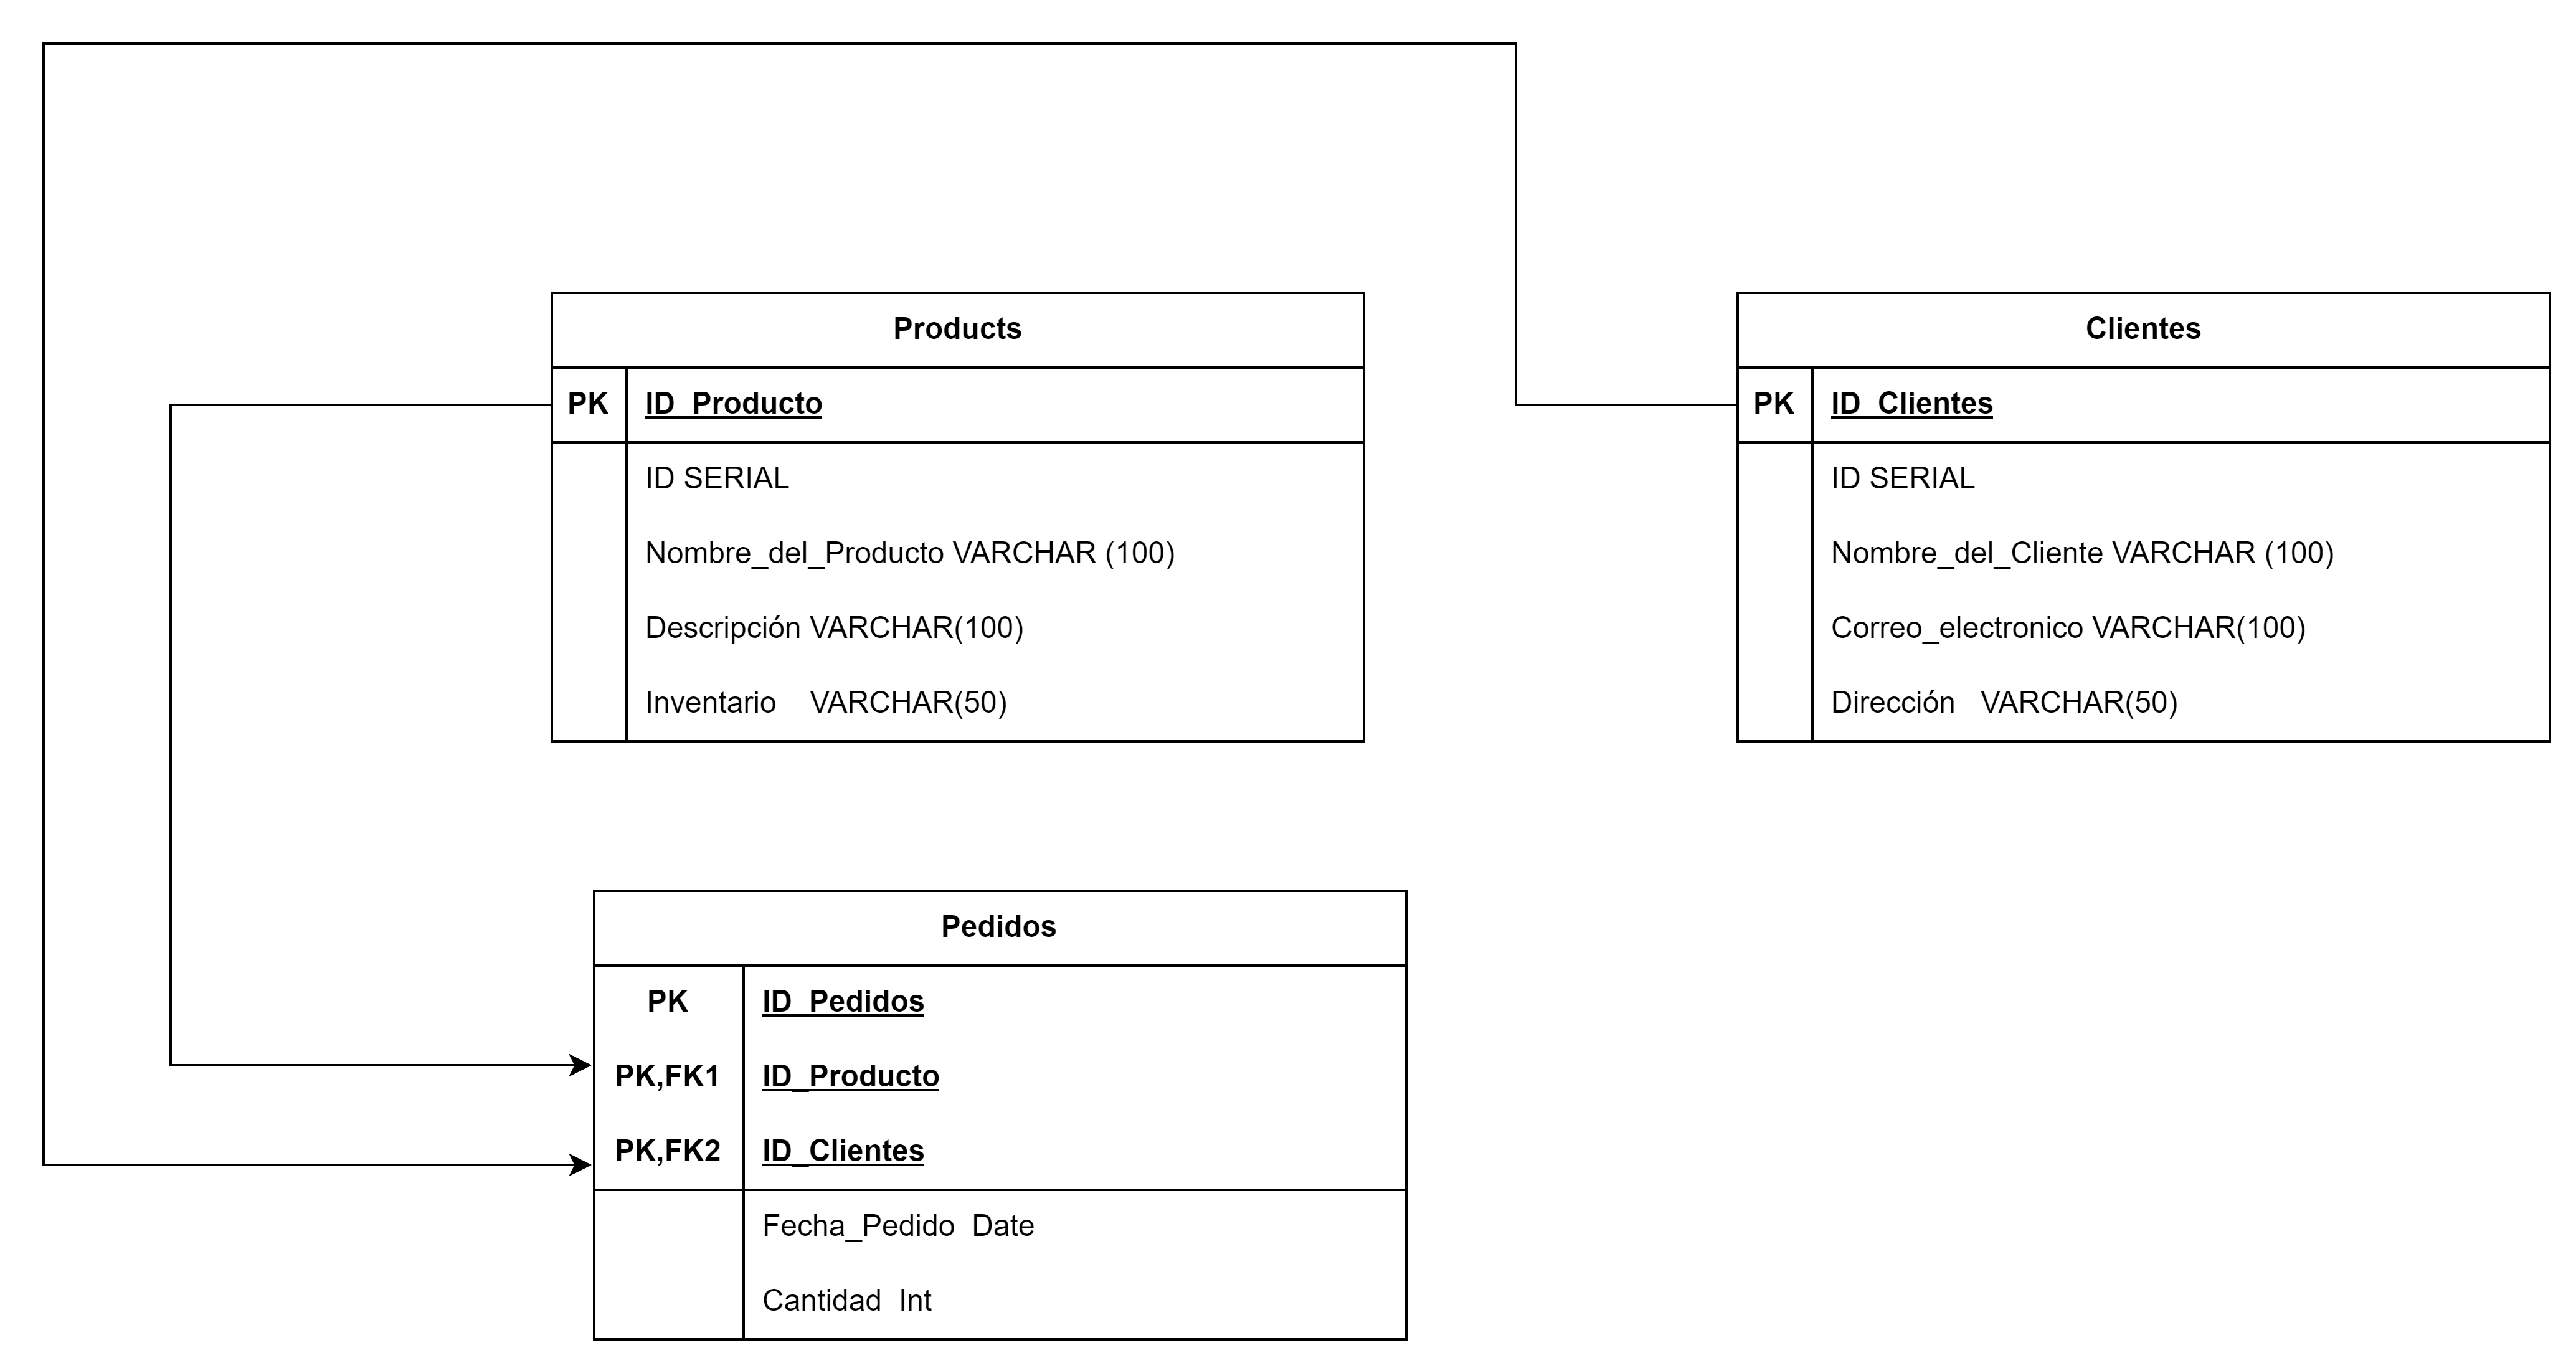 Products
PK ID_Producto
ID SERIAL
Nombre_del_Producto VARCHAR (100)
Descripción VARCHAR(100)
Inventario VARCHAR(50)
Clientes
PK ID_Clientes
ID SERIAL
Nombre_del_Cliente VARCHAR (100)
Correo_electronico VARCHAR(100)
Dirección VARCHAR(50)
Pedidos
PK ID_Pedidos
PK,FK1 ID_Producto
PK,FK2 ID_Clientes
Fecha_Pedido Date
Cantidad Int